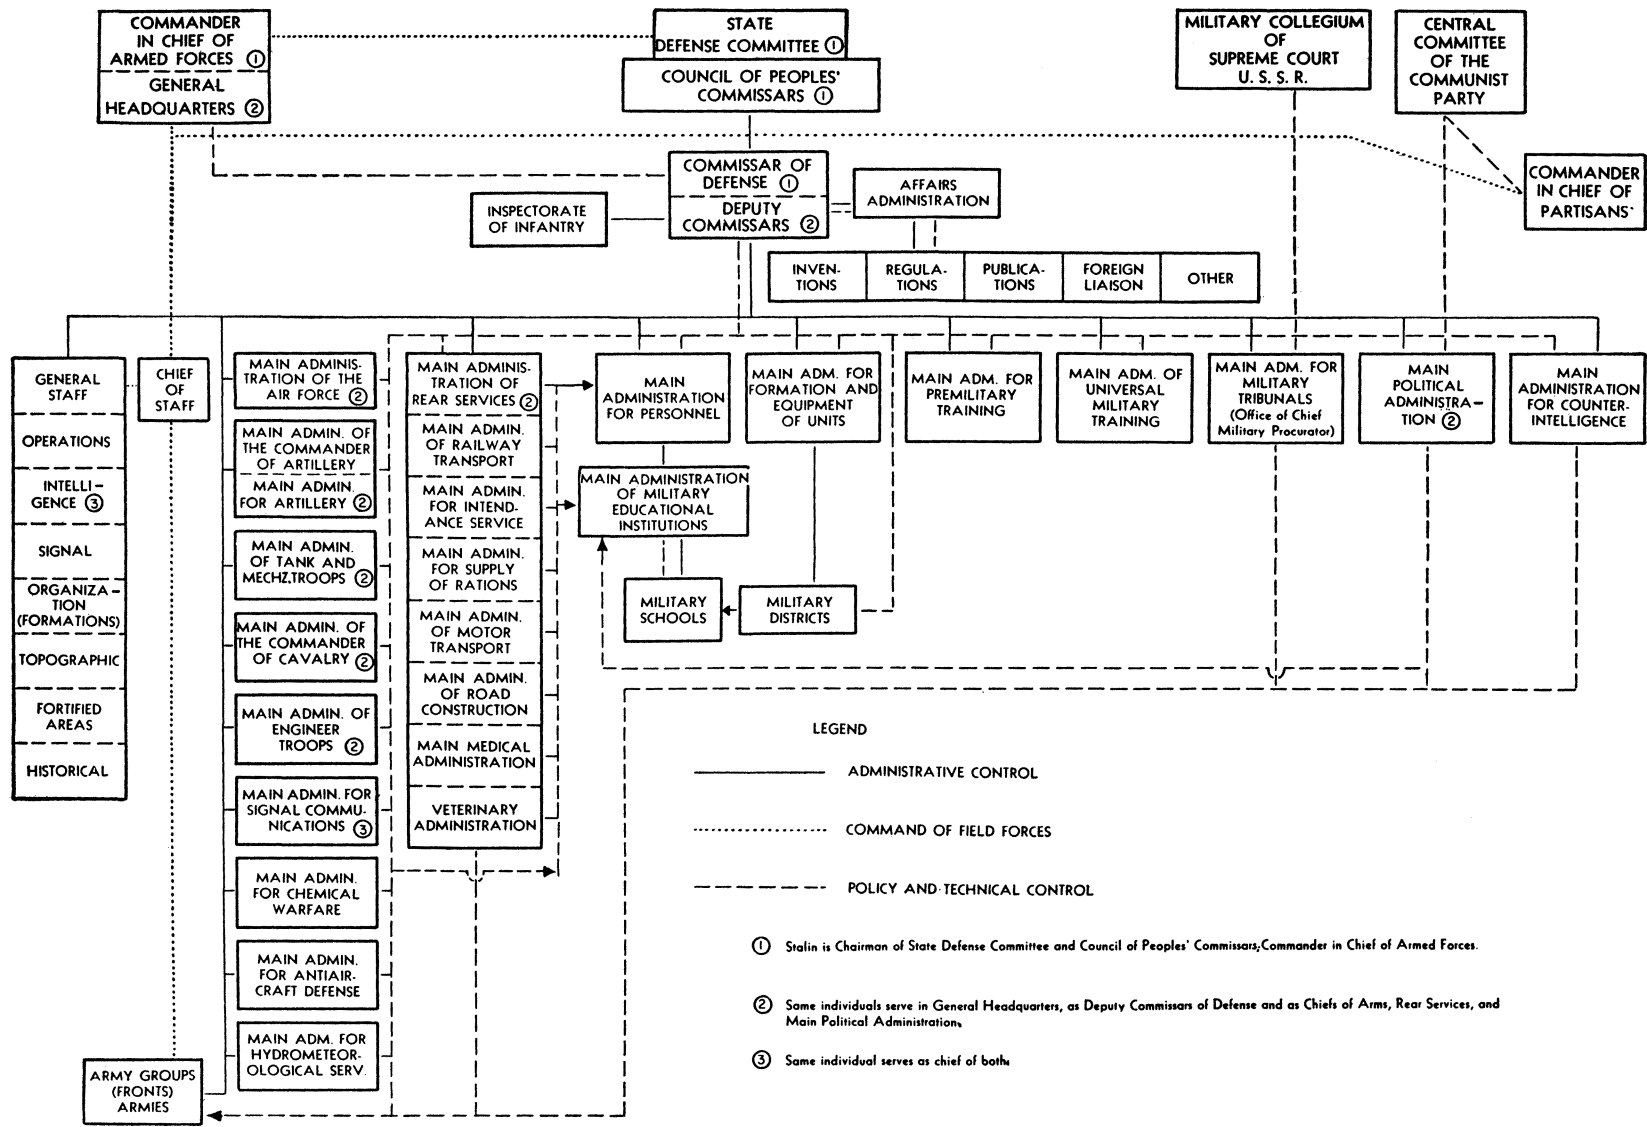 COMMANDER
IN CHIEF OF
ARMED FORCES ①
GENERAL
HEADQUARTERS ②
STATE
DEFENSE COMMITTEE ①
COUNCIL OF PEOPLES'
COMMISSARS ①
MILITARY COLLEGIUM
OF
SUPREME COURT
U. S. S. R.
CENTRAL
COMMITTEE
OF THE
COMMUNIST
PARTY
COMMANDER
IN CHIEF OF
PARTISANS
COMMISSAR OF
DEFENSE ①
DEPUTY
COMMISSARS ②
INSPECTORATE
OF INFANTRY
AFFAIRS
ADMINISTRATION
INVEN-
TIONS
REGULA-
TIONS
PUBLICA-
TIONS
FOREIGN
LIAISON
OTHER
GENERAL
STAFF
OPERATIONS
INTELLI-
GENCE ③
SIGNAL
ORGANIZA-
TION
(FORMATIONS)
TOPOGRAPHIC
FORTIFIED
AREAS
HISTORICAL
CHIEF
OF
STAFF
MAIN ADMINIS-
TRATION OF THE
AIR FORCE ②
MAIN ADMIN. OF
THE COMMANDER
OF ARTILLERY
MAIN ADMIN.
FOR ARTILLERY ②
MAIN ADMIN.
OF TANK AND
MECHZ.TROOPS ②
MAIN ADMIN. OF
THE COMMANDER
OF CAVALRY ②
MAIN ADMIN. OF
ENGINEER
TROOPS ②
MAIN ADMIN. FOR
SIGNAL COMMU-
NICATIONS ③
MAIN ADMIN.
FOR CHEMICAL
WARFARE
MAIN ADMIN.
FOR ANTIAIR-
CRAFT DEFENSE
MAIN ADM. FOR
HYDROMETEOR-
OLOGICAL SERV.
ARMY GROUPS
(FRONTS)
ARMIES
MAIN ADMINIS-
TRATION OF
REAR SERVICES ②
MAIN ADMIN.
OF RAILWAY
TRANSPORT
MAIN ADMIN.
FOR INTEND-
ANCE SERVICE
MAIN ADMIN.
FOR SUPPLY
OF RATIONS
MAIN ADMIN.
OF MOTOR
TRANSPORT
MAIN ADMIN.
OF ROAD
CONSTRUCTION
MAIN MEDICAL
ADMINISTRATION
VETERINARY
ADMINISTRATION
MAIN
ADMINISTRATION
FOR PERSONNEL
MAIN ADMINISTRATION
OF MILITARY
EDUCATIONAL
INSTITUTIONS
MILITARY
SCHOOLS
MAIN ADM. FOR
FORMATION AND
EQUIPMENT
OF UNITS
MILITARY
DISTRICTS
MAIN ADM. FOR
PREMILITARY
TRAINING
MAIN ADM. OF
UNIVERSAL
MILITARY
TRAINING
MAIN ADM. FOR
MILITARY
TRIBUNALS
(Office of Chief
Military Procurator)
MAIN
POLITICAL
ADMINISTRA-
TION ②
MAIN
ADMINISTRATION
FOR COUNTER-
INTELLIGENCE
LEGEND
ADMINISTRATIVE CONTROL
COMMAND OF FIELD FORCES
POLICY AND TECHNICAL CONTROL
① Stalin is Chairman of State Defense Committee and Council of Peoples' Commissars; Commander in Chief of Armed Forces.
② Same individuals serve in General Headquarters, as Deputy Commissars of Defense and as Chiefs of Arms, Rear Services, and
Main Political Administration.
③ Same individual serves as chief of both.